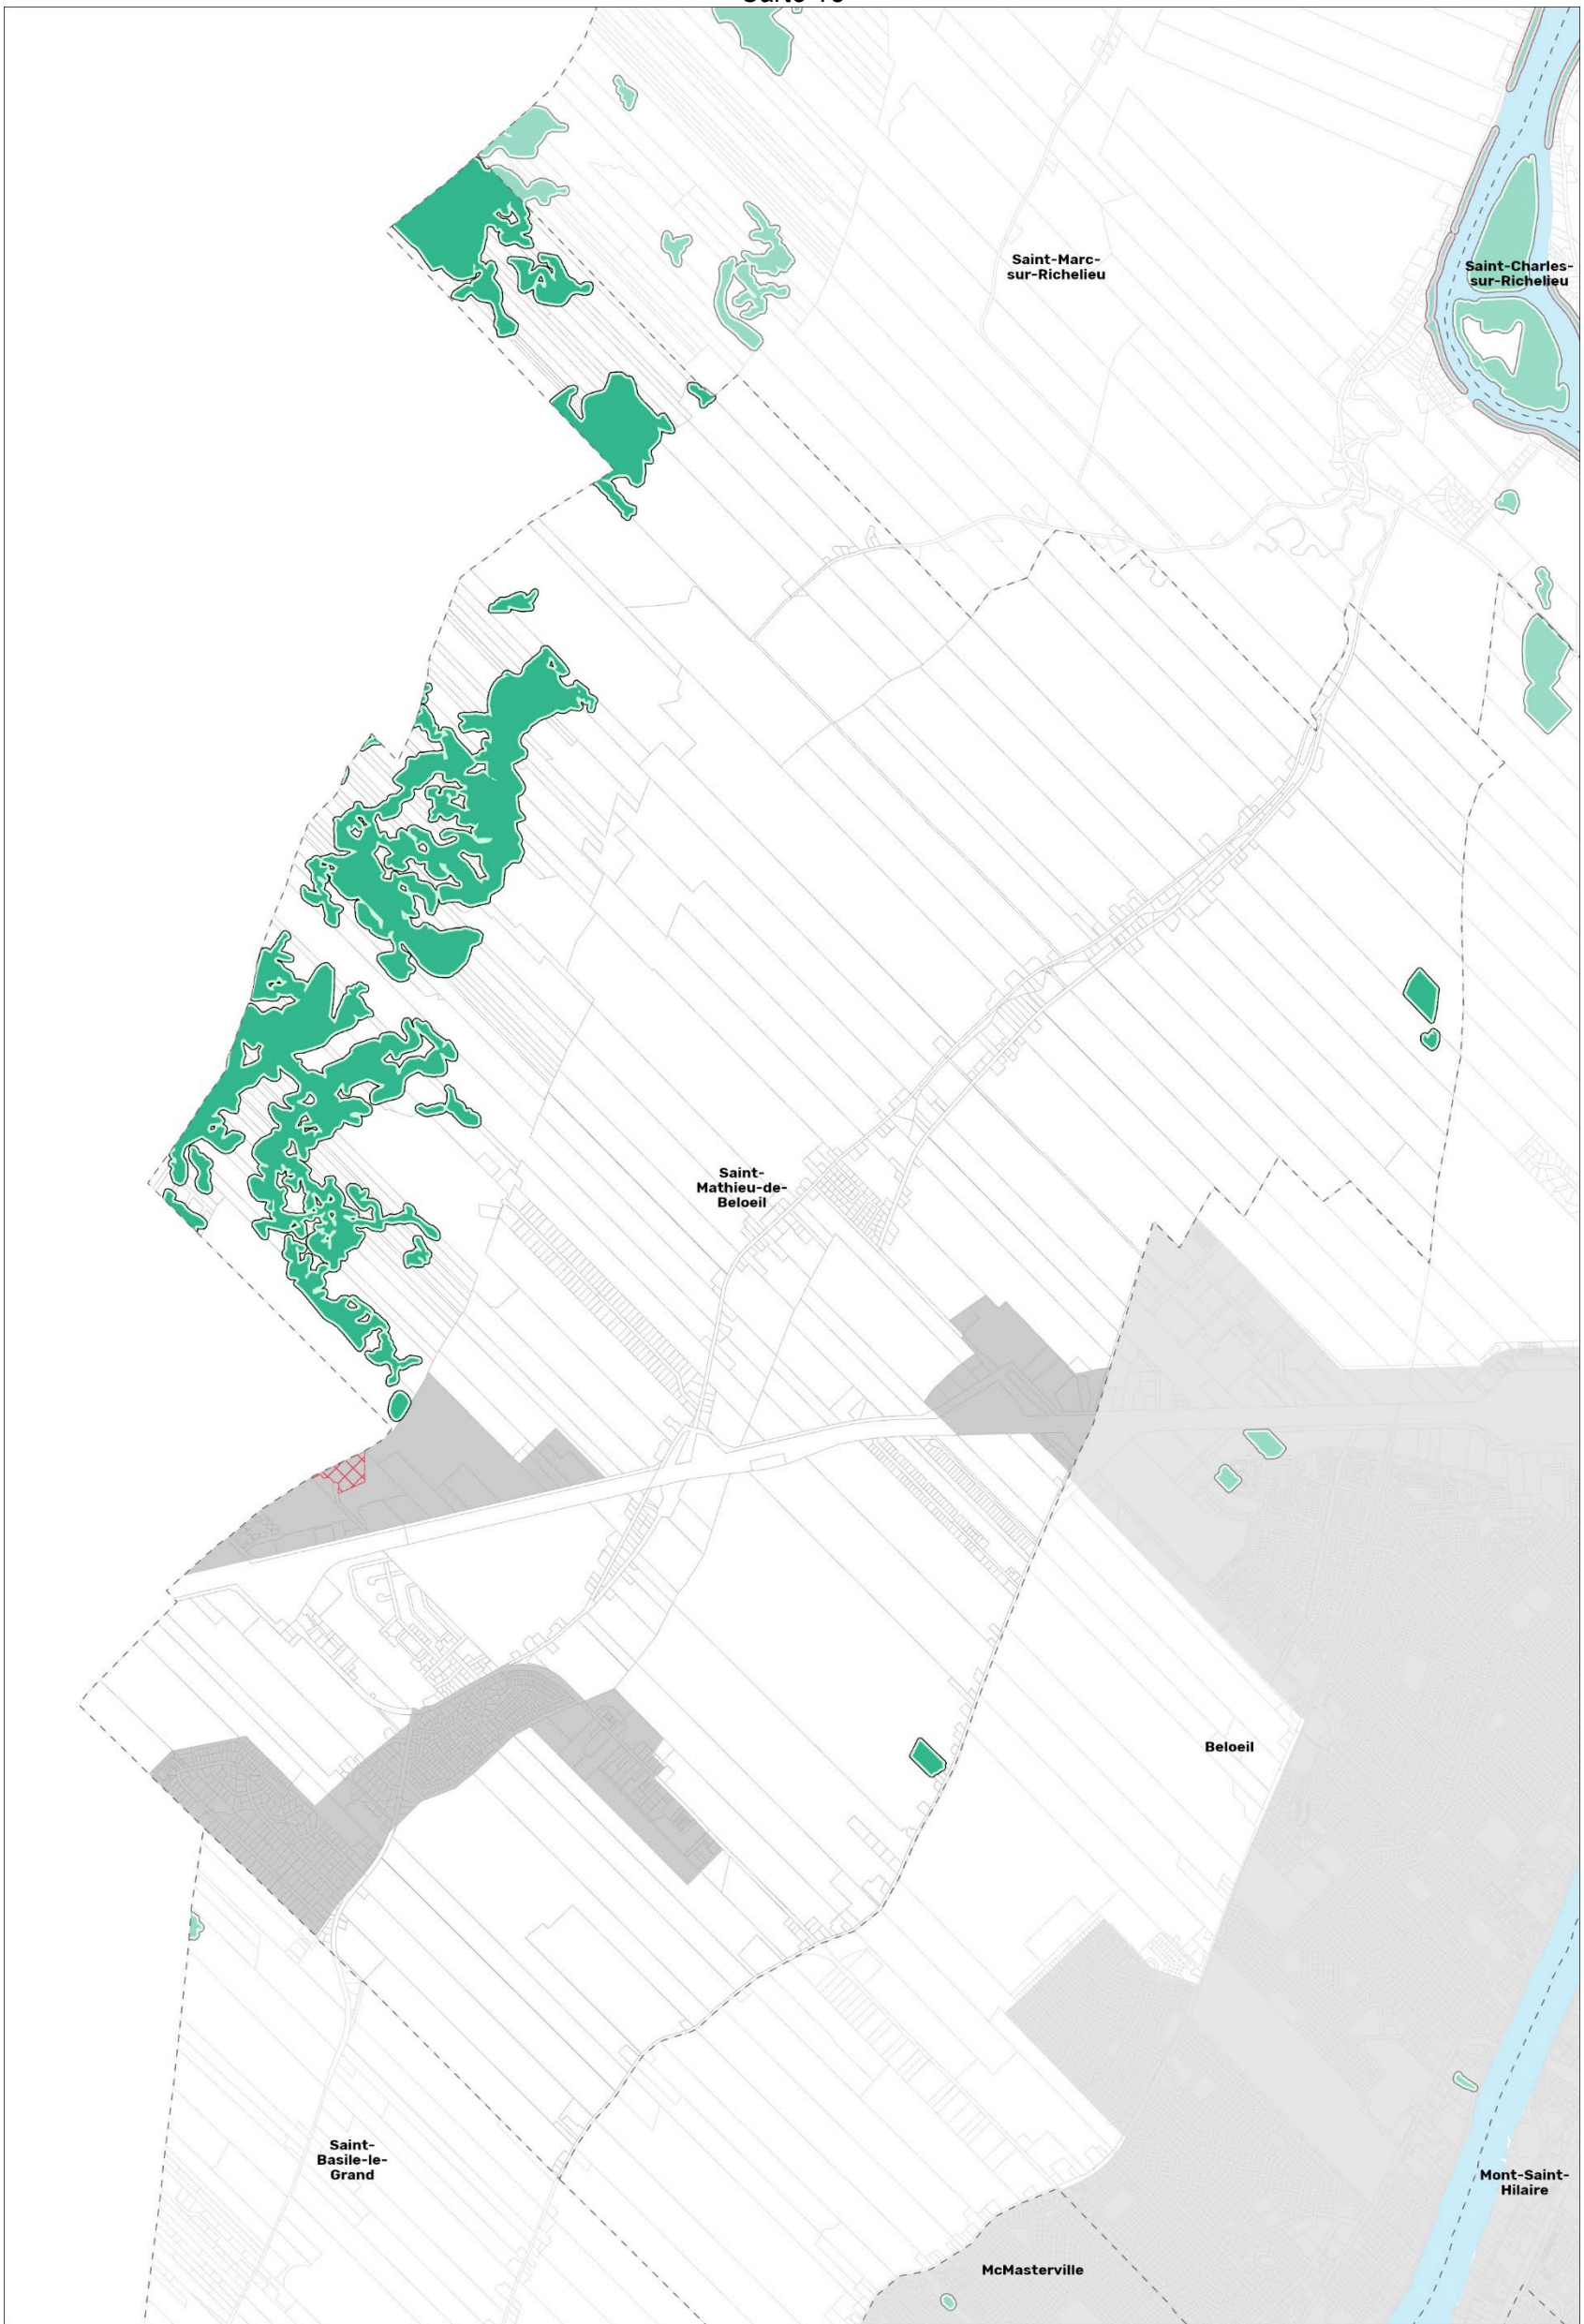 Saint-Marc-
sur-Richelieu
Saint-Charles-
sur-Richelieu
Saint-
Mathieu-de-
Beloeil
Beloeil
Saint-
Basile-le-
Grand
Mont-Saint-
Hilaire
McMasterville